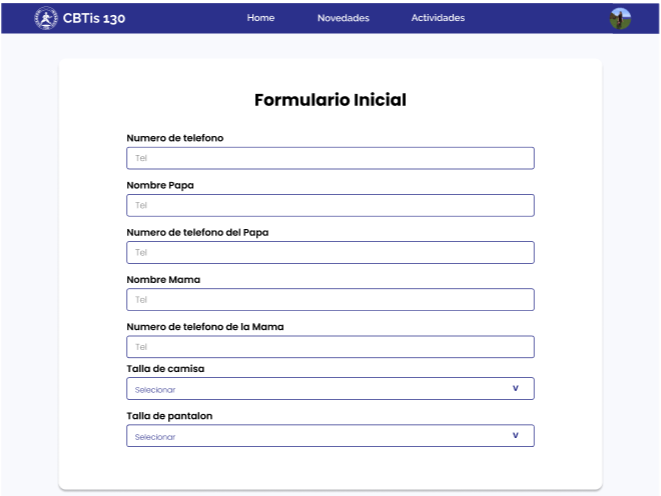 CBTis 130 Home Novedades Actividades
Formulario Inicial
Numero de telefono
Tel
Nombre Papa
Tel
Numero de telefono del Papa
Tel
Nombre Mama
Tel
Numero de telefono de la Mama
Tel
Talla de camisa
Selecionar v
Talla de pantalon
Selecionar v